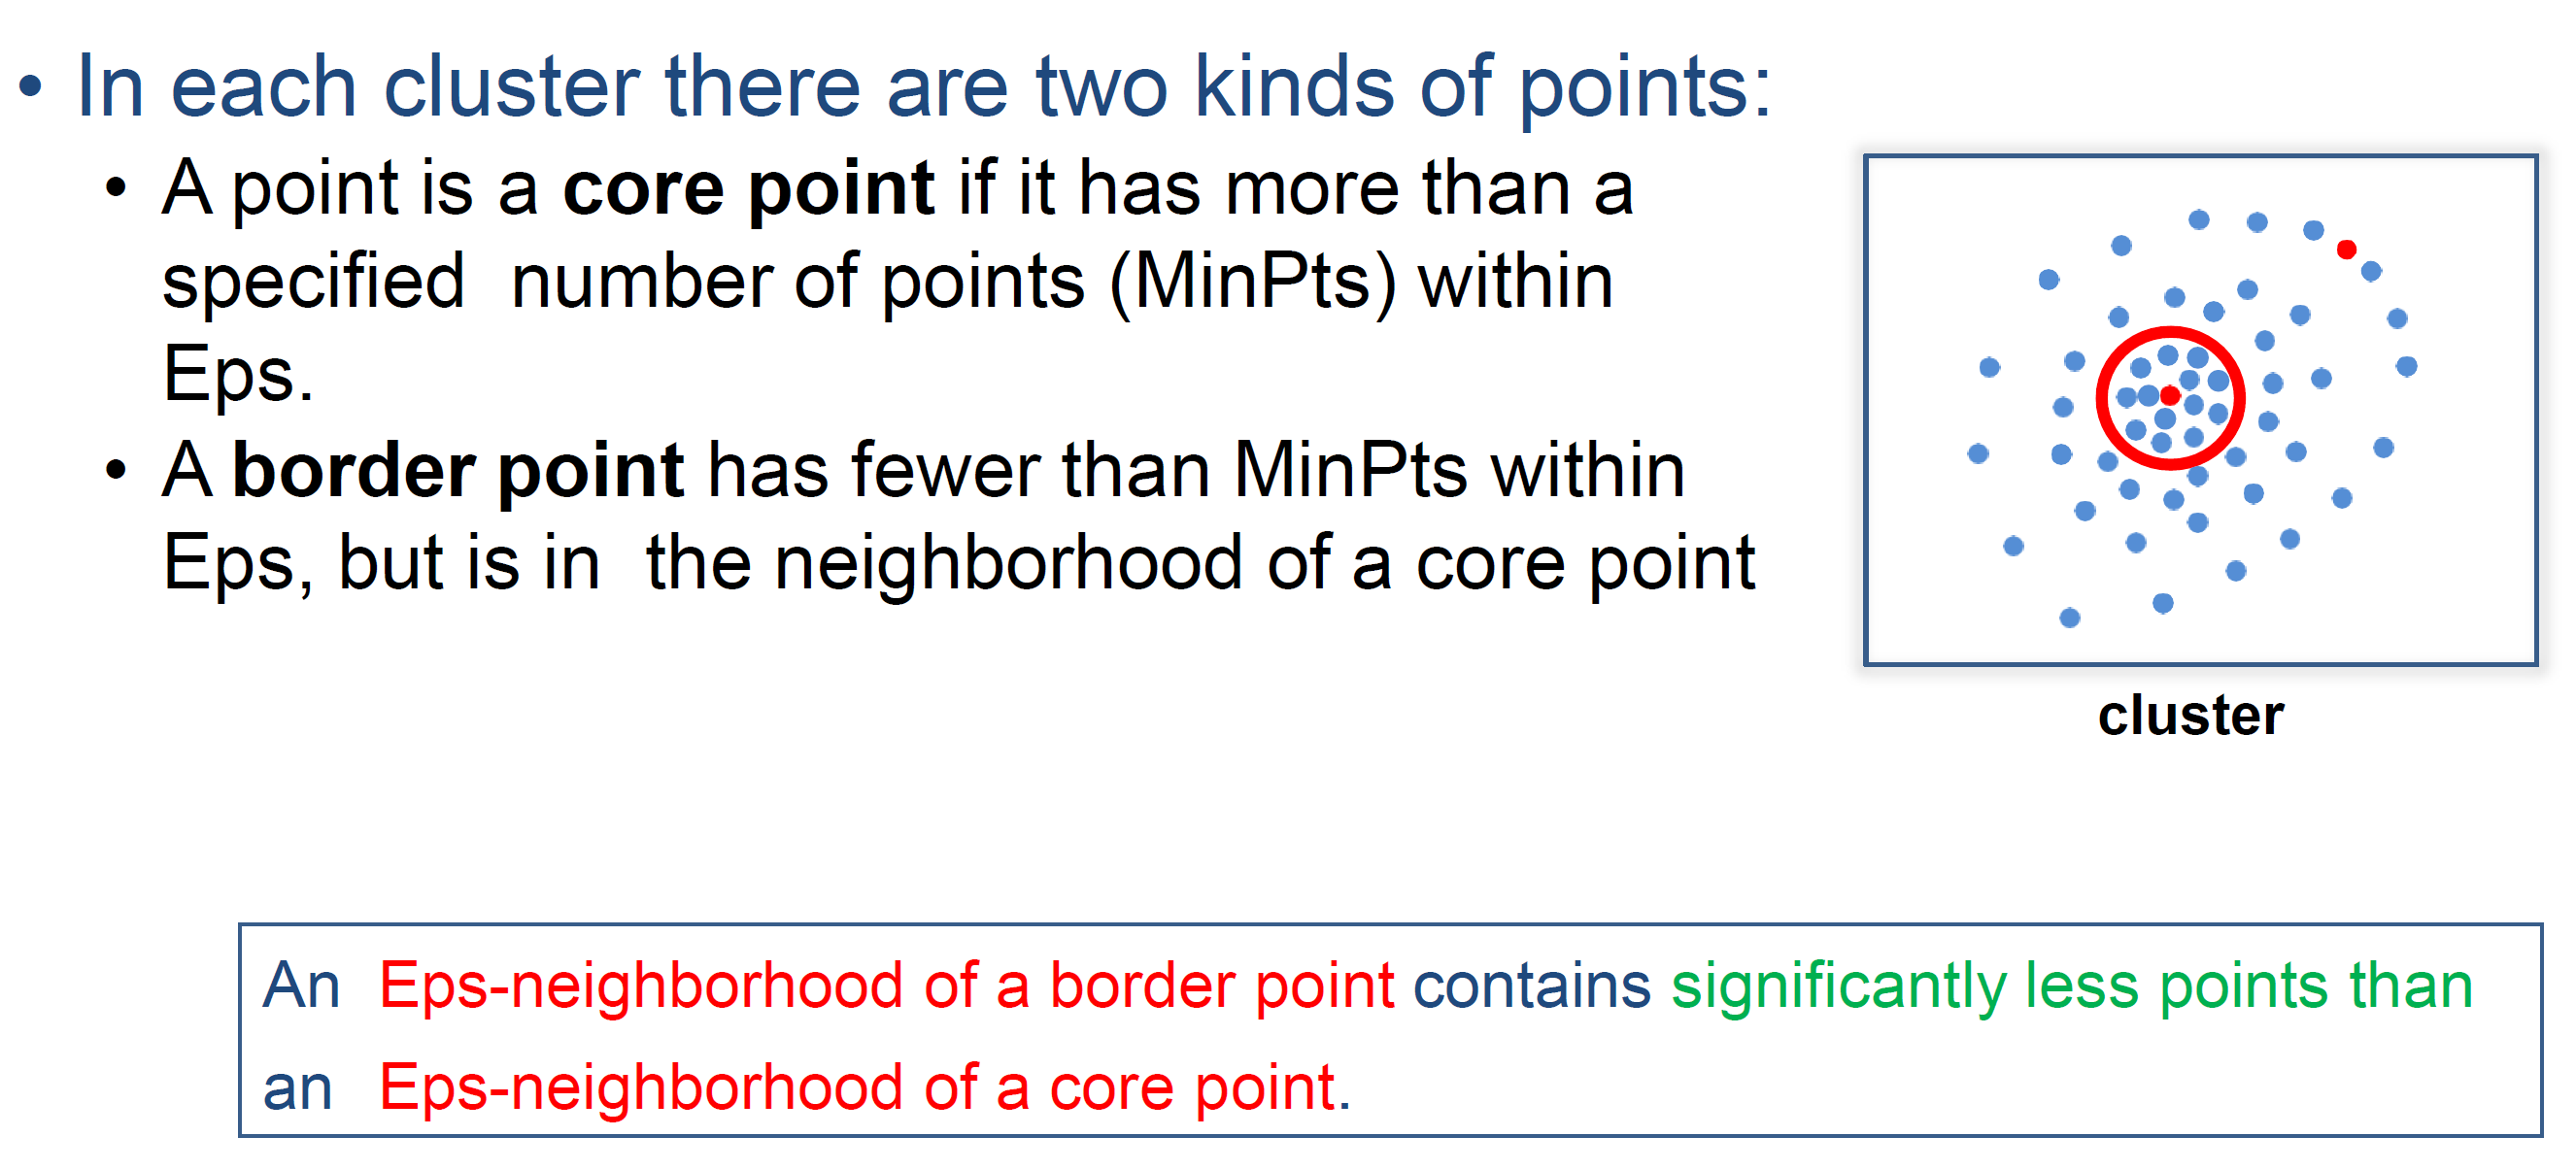 • In each cluster there are two kinds of points:
• A point is a core point if it has more than a
specified number of points (MinPts) within
Eps.
• A border point has fewer than MinPts within
Eps, but is in the neighborhood of a core point
cluster
An Eps-neighborhood of a border point contains significantly less points than
an Eps-neighborhood of a core point.